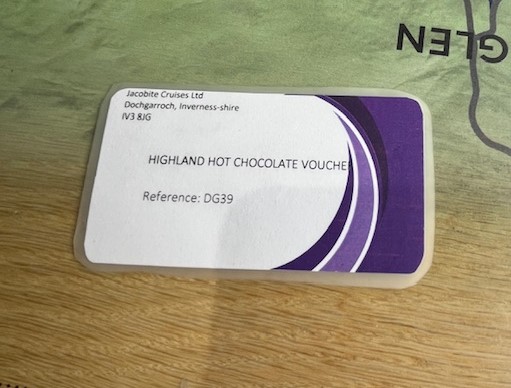 GLEN
Jacobite Cruises Ltd
Dochgarroch, Inverness-shire
IV3 8JG
HIGHLAND HOT CHOCOLATE VOUCHE
Reference: DG39